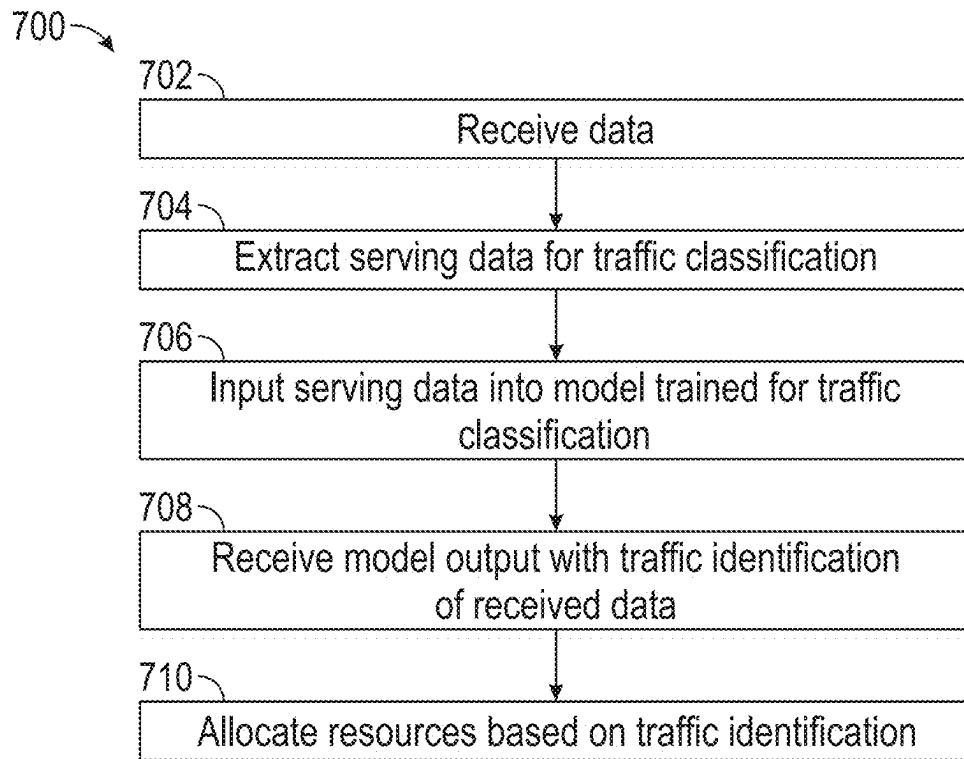 700
702
Receive data
704
Extract serving data for traffic classification
706
Input serving data into model trained for traffic
classification
708
Receive model output with traffic identification
of received data
710
Allocate resources based on traffic identification